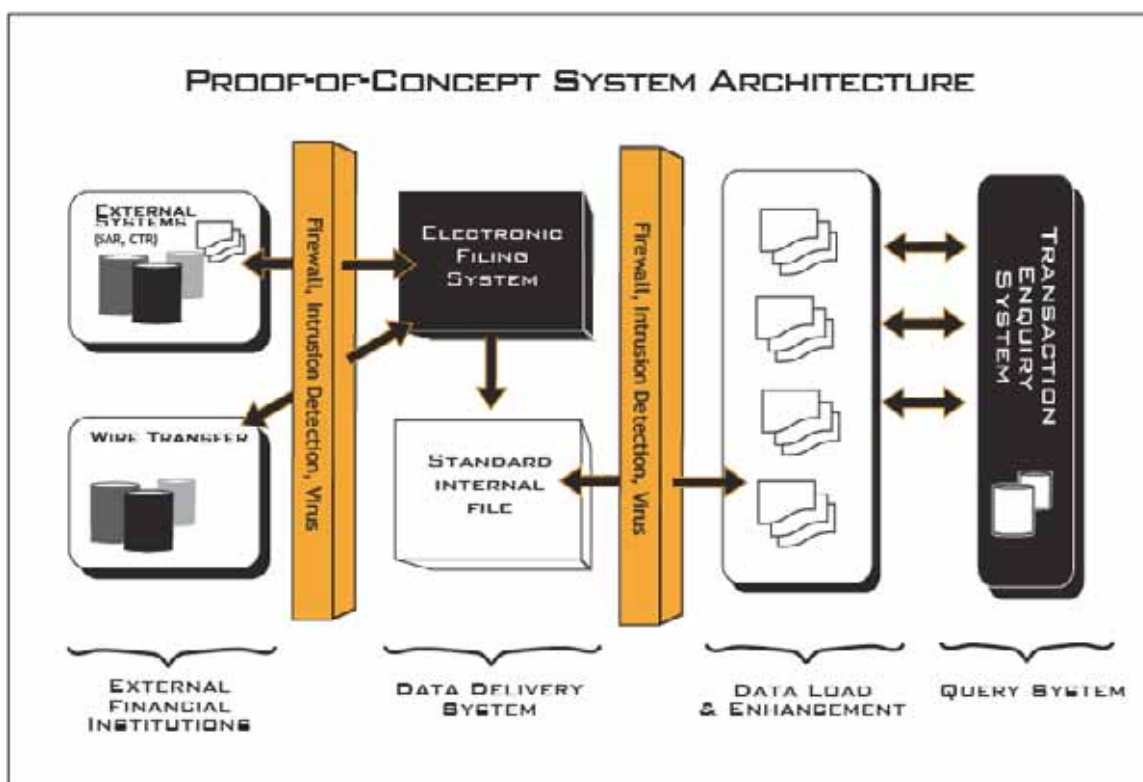 PROOF-OF-CONCEPT SYSTEM ARCHITECTURE
EXTERNAL
SYSTEMS
(SAR, CTR)
WIRE TRANSFER
Firewall, Intrusion Detection, Virus
ELECTRONIC
FILING
SYSTEM
STANDARD
INTERNAL
FILE
Firewall, Intrusion Detection, Virus
TRANSACTION
ENQUIRY
SYSTEM
EXTERNAL
FINANCIAL
INSTITUTIONS
DATA DELIVERY
SYSTEM
DATA LOAD
& ENHANCEMENT
QUERY SYSTEM